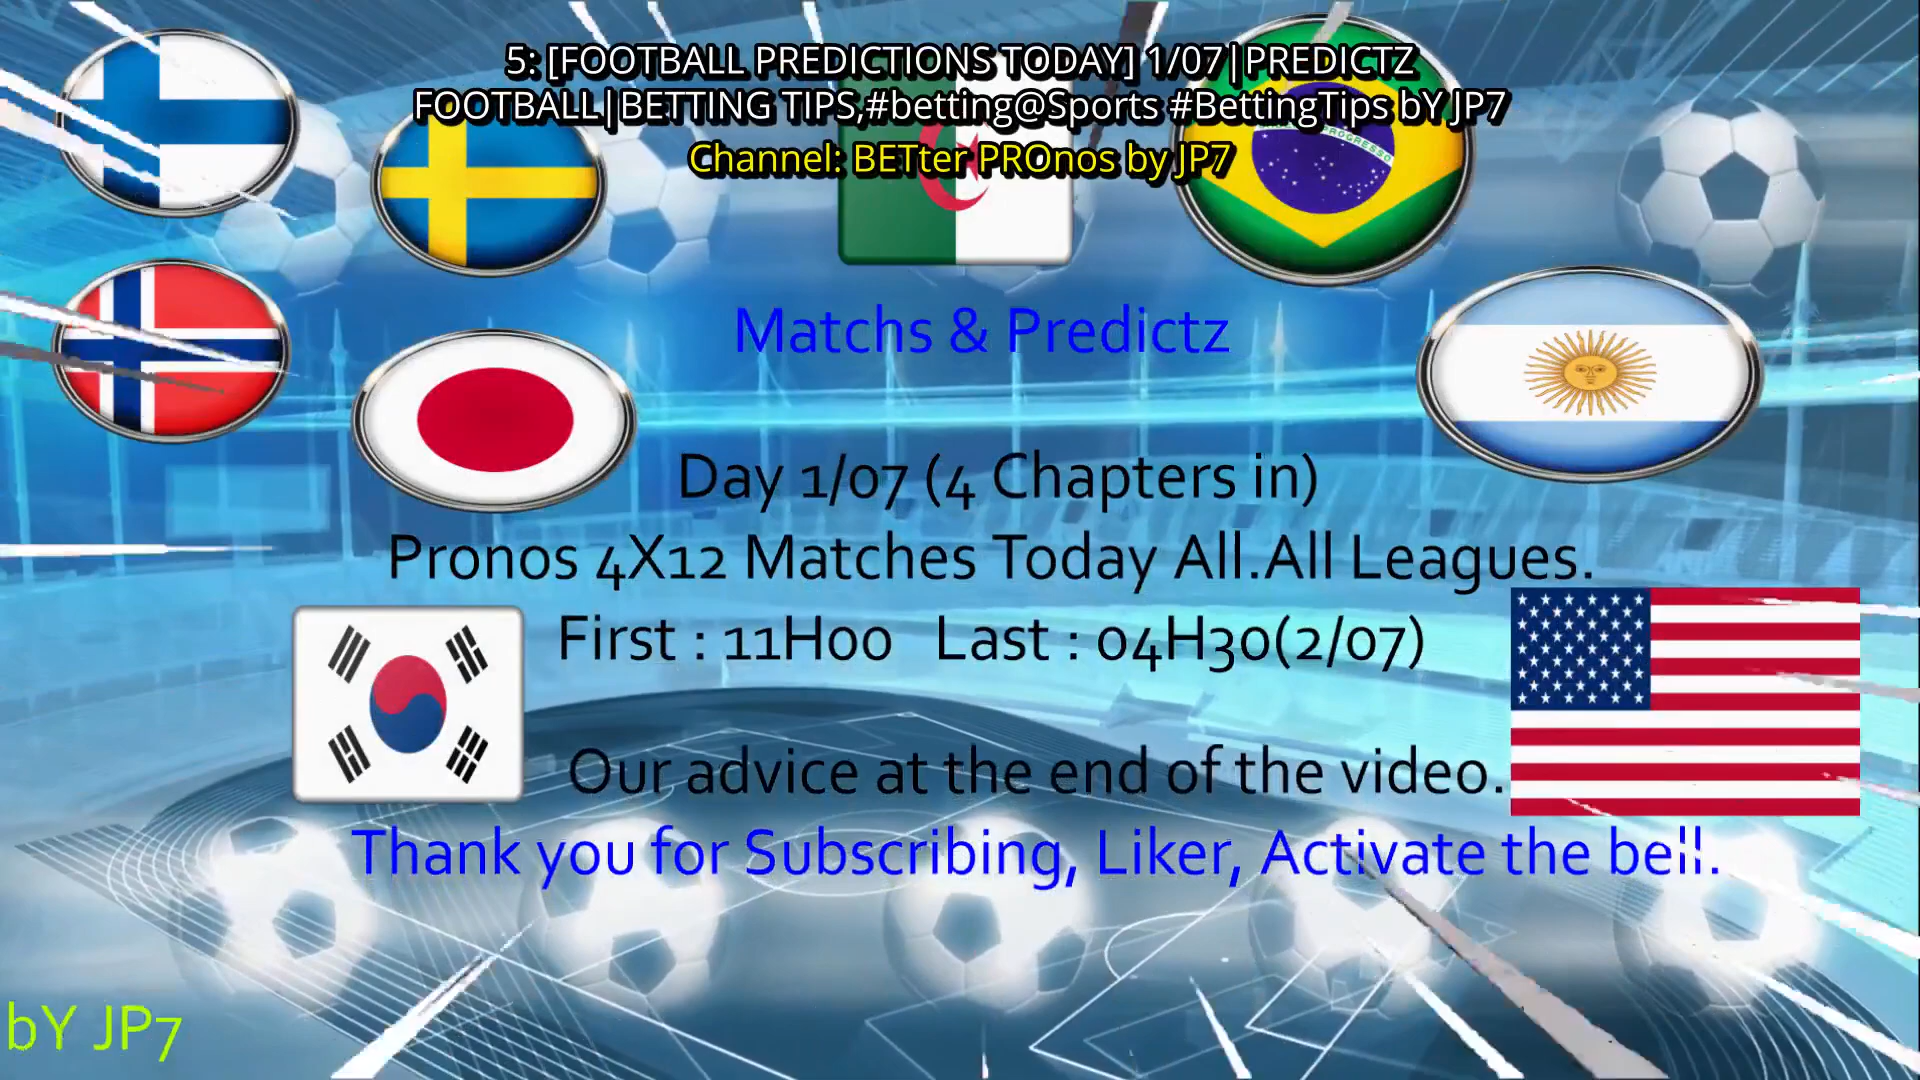 5: [FOOTBALL PREDICTIONS TODAY] 1/07|PREDICTZ
FOOTBALL|BETTING TIPS,#betting@Sports #BettingTips bY JP7
Channel: BETter PROnos by JP7
Matchs & Predictz
Day 1/07 (4 Chapters in)
Pronos 4X12 Matches Today All.All Leagues.
First : 11H00 Last : 04H30(2/07)
Our advice at the end of the video.
Thank you for Subscribing, Liker, Activate the bell.
bY JP7